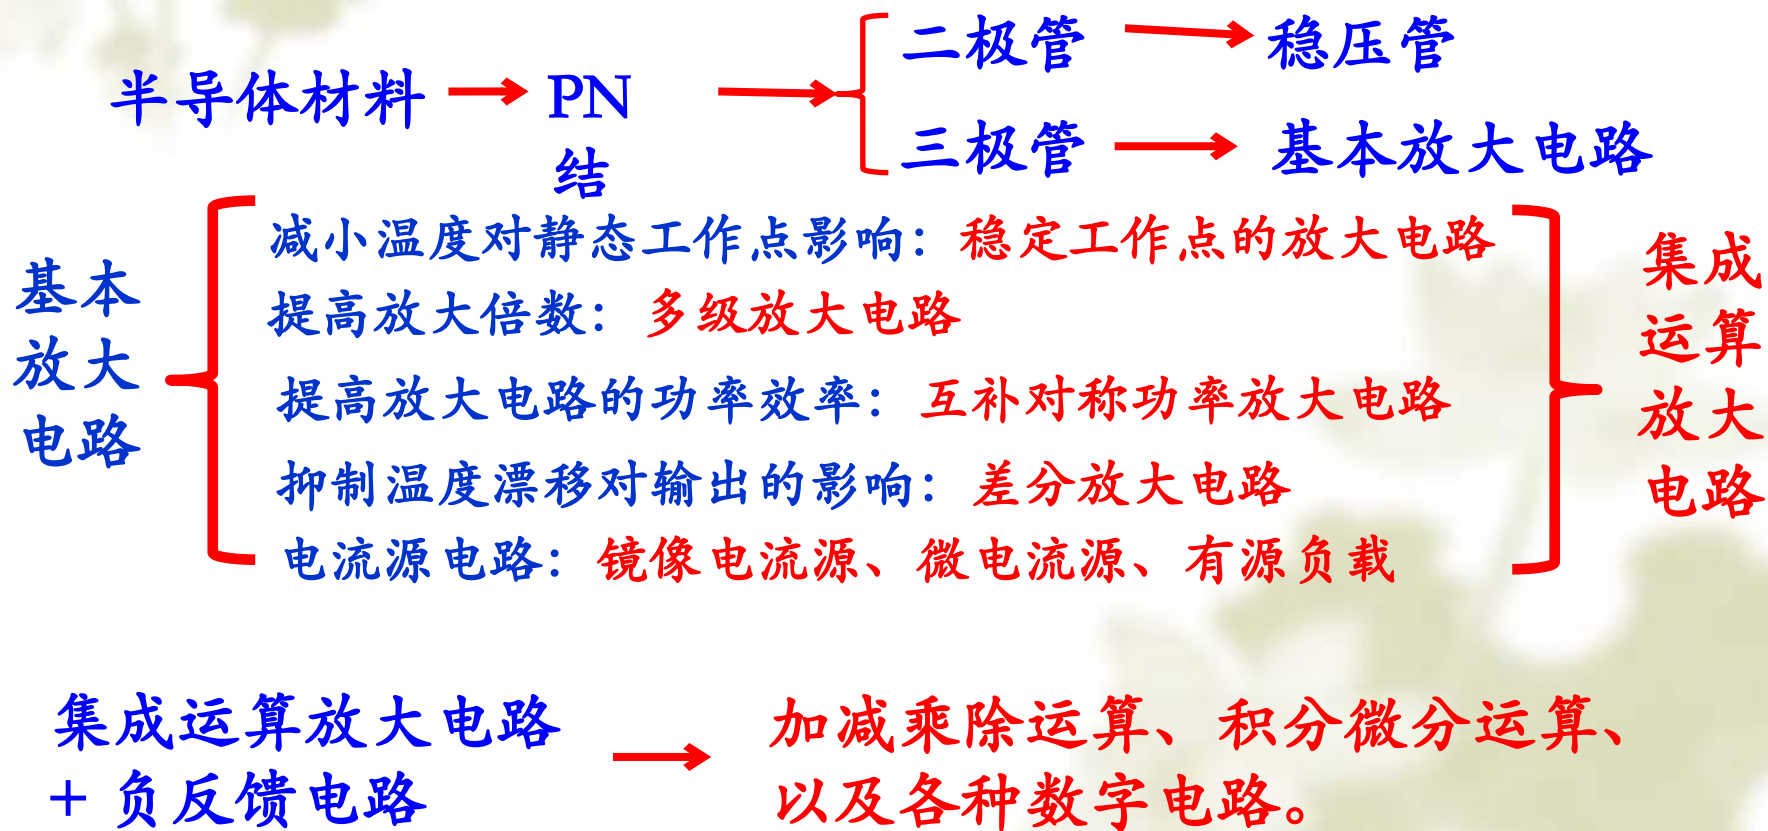 二极管 稳压管
半导体材料 PN
结
三极管 基本放大电路
基本
放大
电路
减小温度对静态工作点影响：稳定工作点的放大电路
提高放大倍数：多级放大电路
提高放大电路的功率效率：互补对称功率放大电路
抑制温度漂移对输出的影响：差分放大电路
电流源电路：镜像电流源、微电流源、有源负载
集成
运算
放大
电路
集成运算放大电路
+ 负反馈电路
加减乘除运算、积分微分运算、
以及各种数字电路。